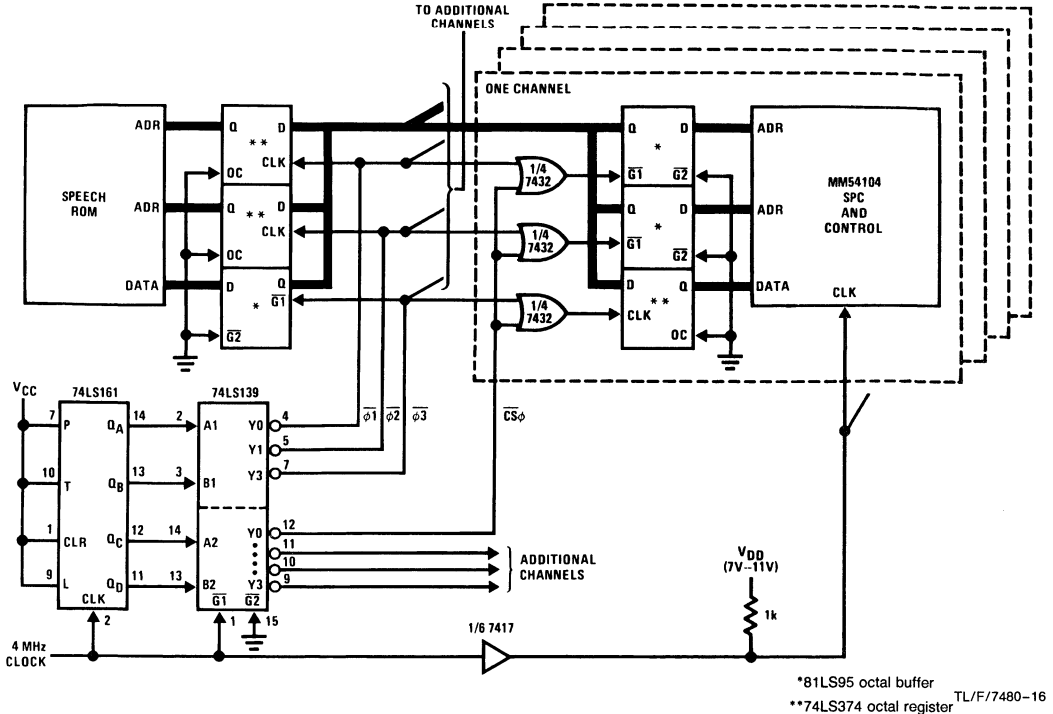 TO ADDITIONAL
CHANNELS
ONE CHANNEL
SPEECH
ROM
ADR
ADR
DATA
Q
D
**
CLK
OC
Q
D
**
CLK
OC
D
Q
*
G1
G2
1/4
7432
1/4
7432
1/4
7432
Q
D
*
G1
G2
Q
D
*
G1
G2
D
Q
**
CLK
OC
ADR
MM54104
SPC
AND
CONTROL
ADR
DATA
CLK
VCC
74LS161
74LS139
7
P
QA
14
2
A1
Y0
4
ϕ1
ϕ2
ϕ3
CSϕ
Y1
5
10
T
QB
13
3
B1
Y3
7
1
CLR
QC
12
14
A2
Y0
12
11
10
9
L
QD
11
13
B2
Y3
9
ADDITIONAL
CHANNELS
CLK
2
G1
G2
1
15
4 MHz
CLOCK
1/6 7417
VDD
(7V--11V)
1k
*81LS95 octal buffer
**74LS374 octal register
TL/F/7480-16